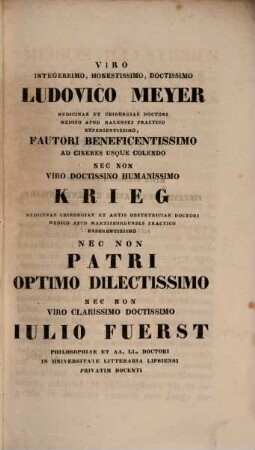 VIRO
INTEGERRIMO, HONESTISSIMO, DOCTISSIMO
LUDOVICO MEYER
MEDICINAE ET CHIRURGIAE DOCTORI
MEDICO APUD HALENSES PRACTICO
EXPERIENTISSIMO,
FAUTORI BENEFICENTISSIMO
AD CINERES USQUE COLENDO
NEC NON
VIRO DOCTISSINO HUMANISSIMO
KRIEG
MEDICINAE CHIRURGIAE ET ARTIS OBSTETRICIAE DOCTORI
MEDICO APUD MARTISBURGENSES PRACTICO
EXPERENTISSIMO
NEC NON
PATRI
OPTIMO DILECTISSIMO
NEC NON
VIRO CLARISSIMO DOCTISSIMO
IULIO FUERST
PHILOSOPHIAE ET AA. LL. DOCTORI
IN UNIVERSITATE LITTERARIA LIPSIENSI
PRIVATIM DOCENTI